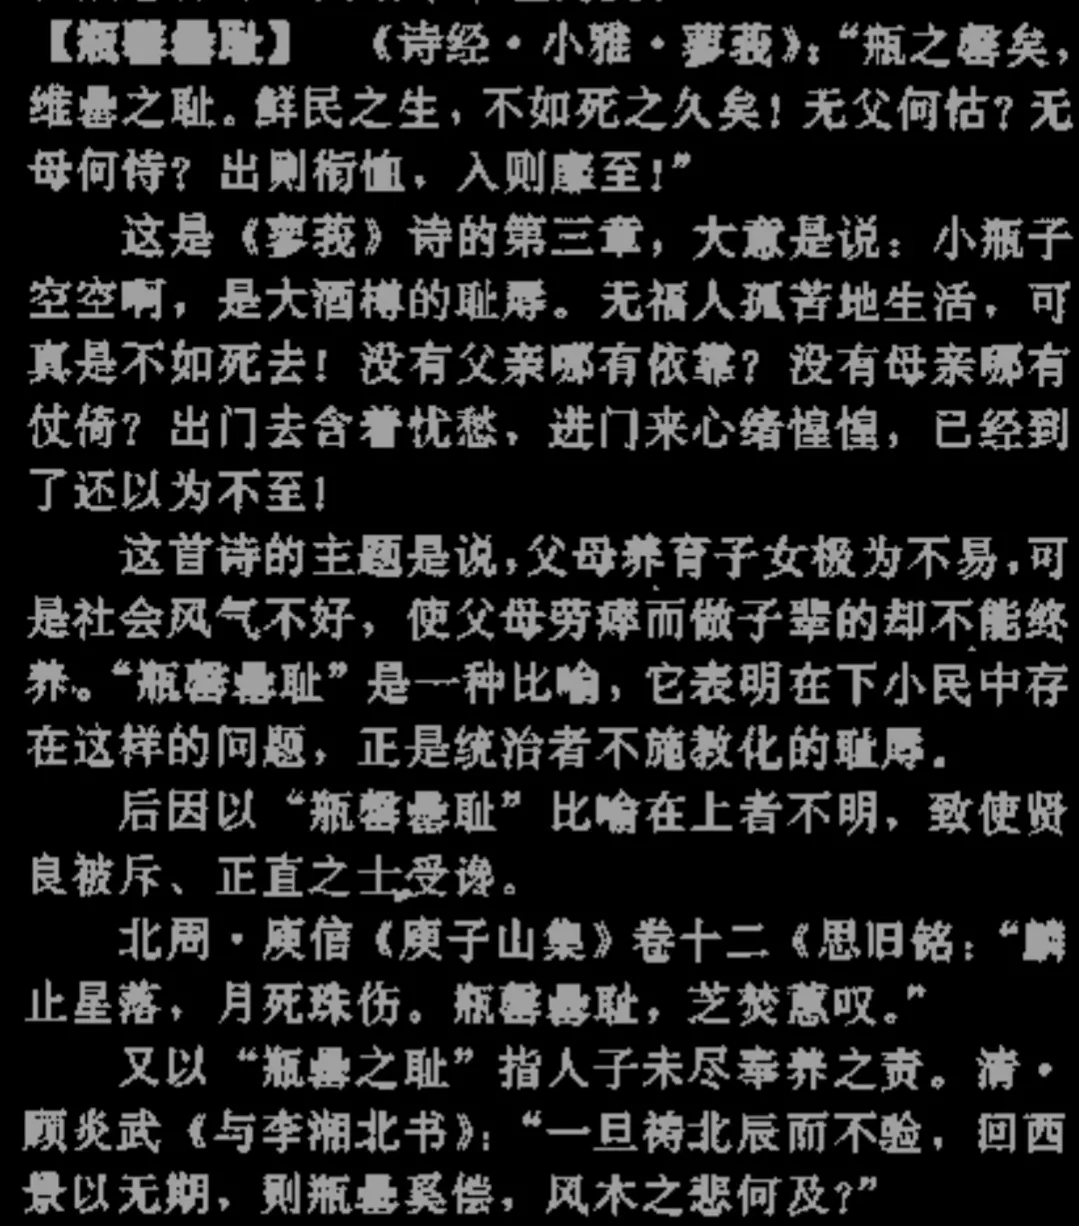 【瓶罄罍耻】 《诗经·小雅·蓼莪》：“瓶之罄矣，
维罍之耻。鲜民之生，不如死之久矣！无父何怙？无
母何恃？出则衔恤，入则靡至！”
这是《蓼莪》诗的第三章，大意是说：小瓶子
空空啊，是大酒樽的耻辱。无福人孤苦地生活，可
真是不如死去！没有父亲哪有依靠？没有母亲哪有
仗倚？出门去含着忧愁，进门来心绪惶惶，已经到
了还以为不至！
这首诗的主题是说，父母养育子女极为不易，可
是社会风气不好，使父母劳瘁而做子辈的却不能终
养。“瓶罄罍耻”是一种比喻，它表明在下小民中存
在这样的问题，正是统治者不施教化的耻辱。
后因以“瓶罄罍耻”比喻在上者不明，致使贤
良被斥、正直之士受谗。
北周·庾信《庾子山集》卷十二《思旧铭：“麟
止星落，月死珠伤。瓶罄罍耻，芝焚蕙叹。”
又以“瓶罍之耻”指人子未尽奉养之责。清·
顾炎武《与李湘北书》：“一旦祷北辰而不验，回西
景以无期，则瓶罍奚偿，风木之悲何及？”